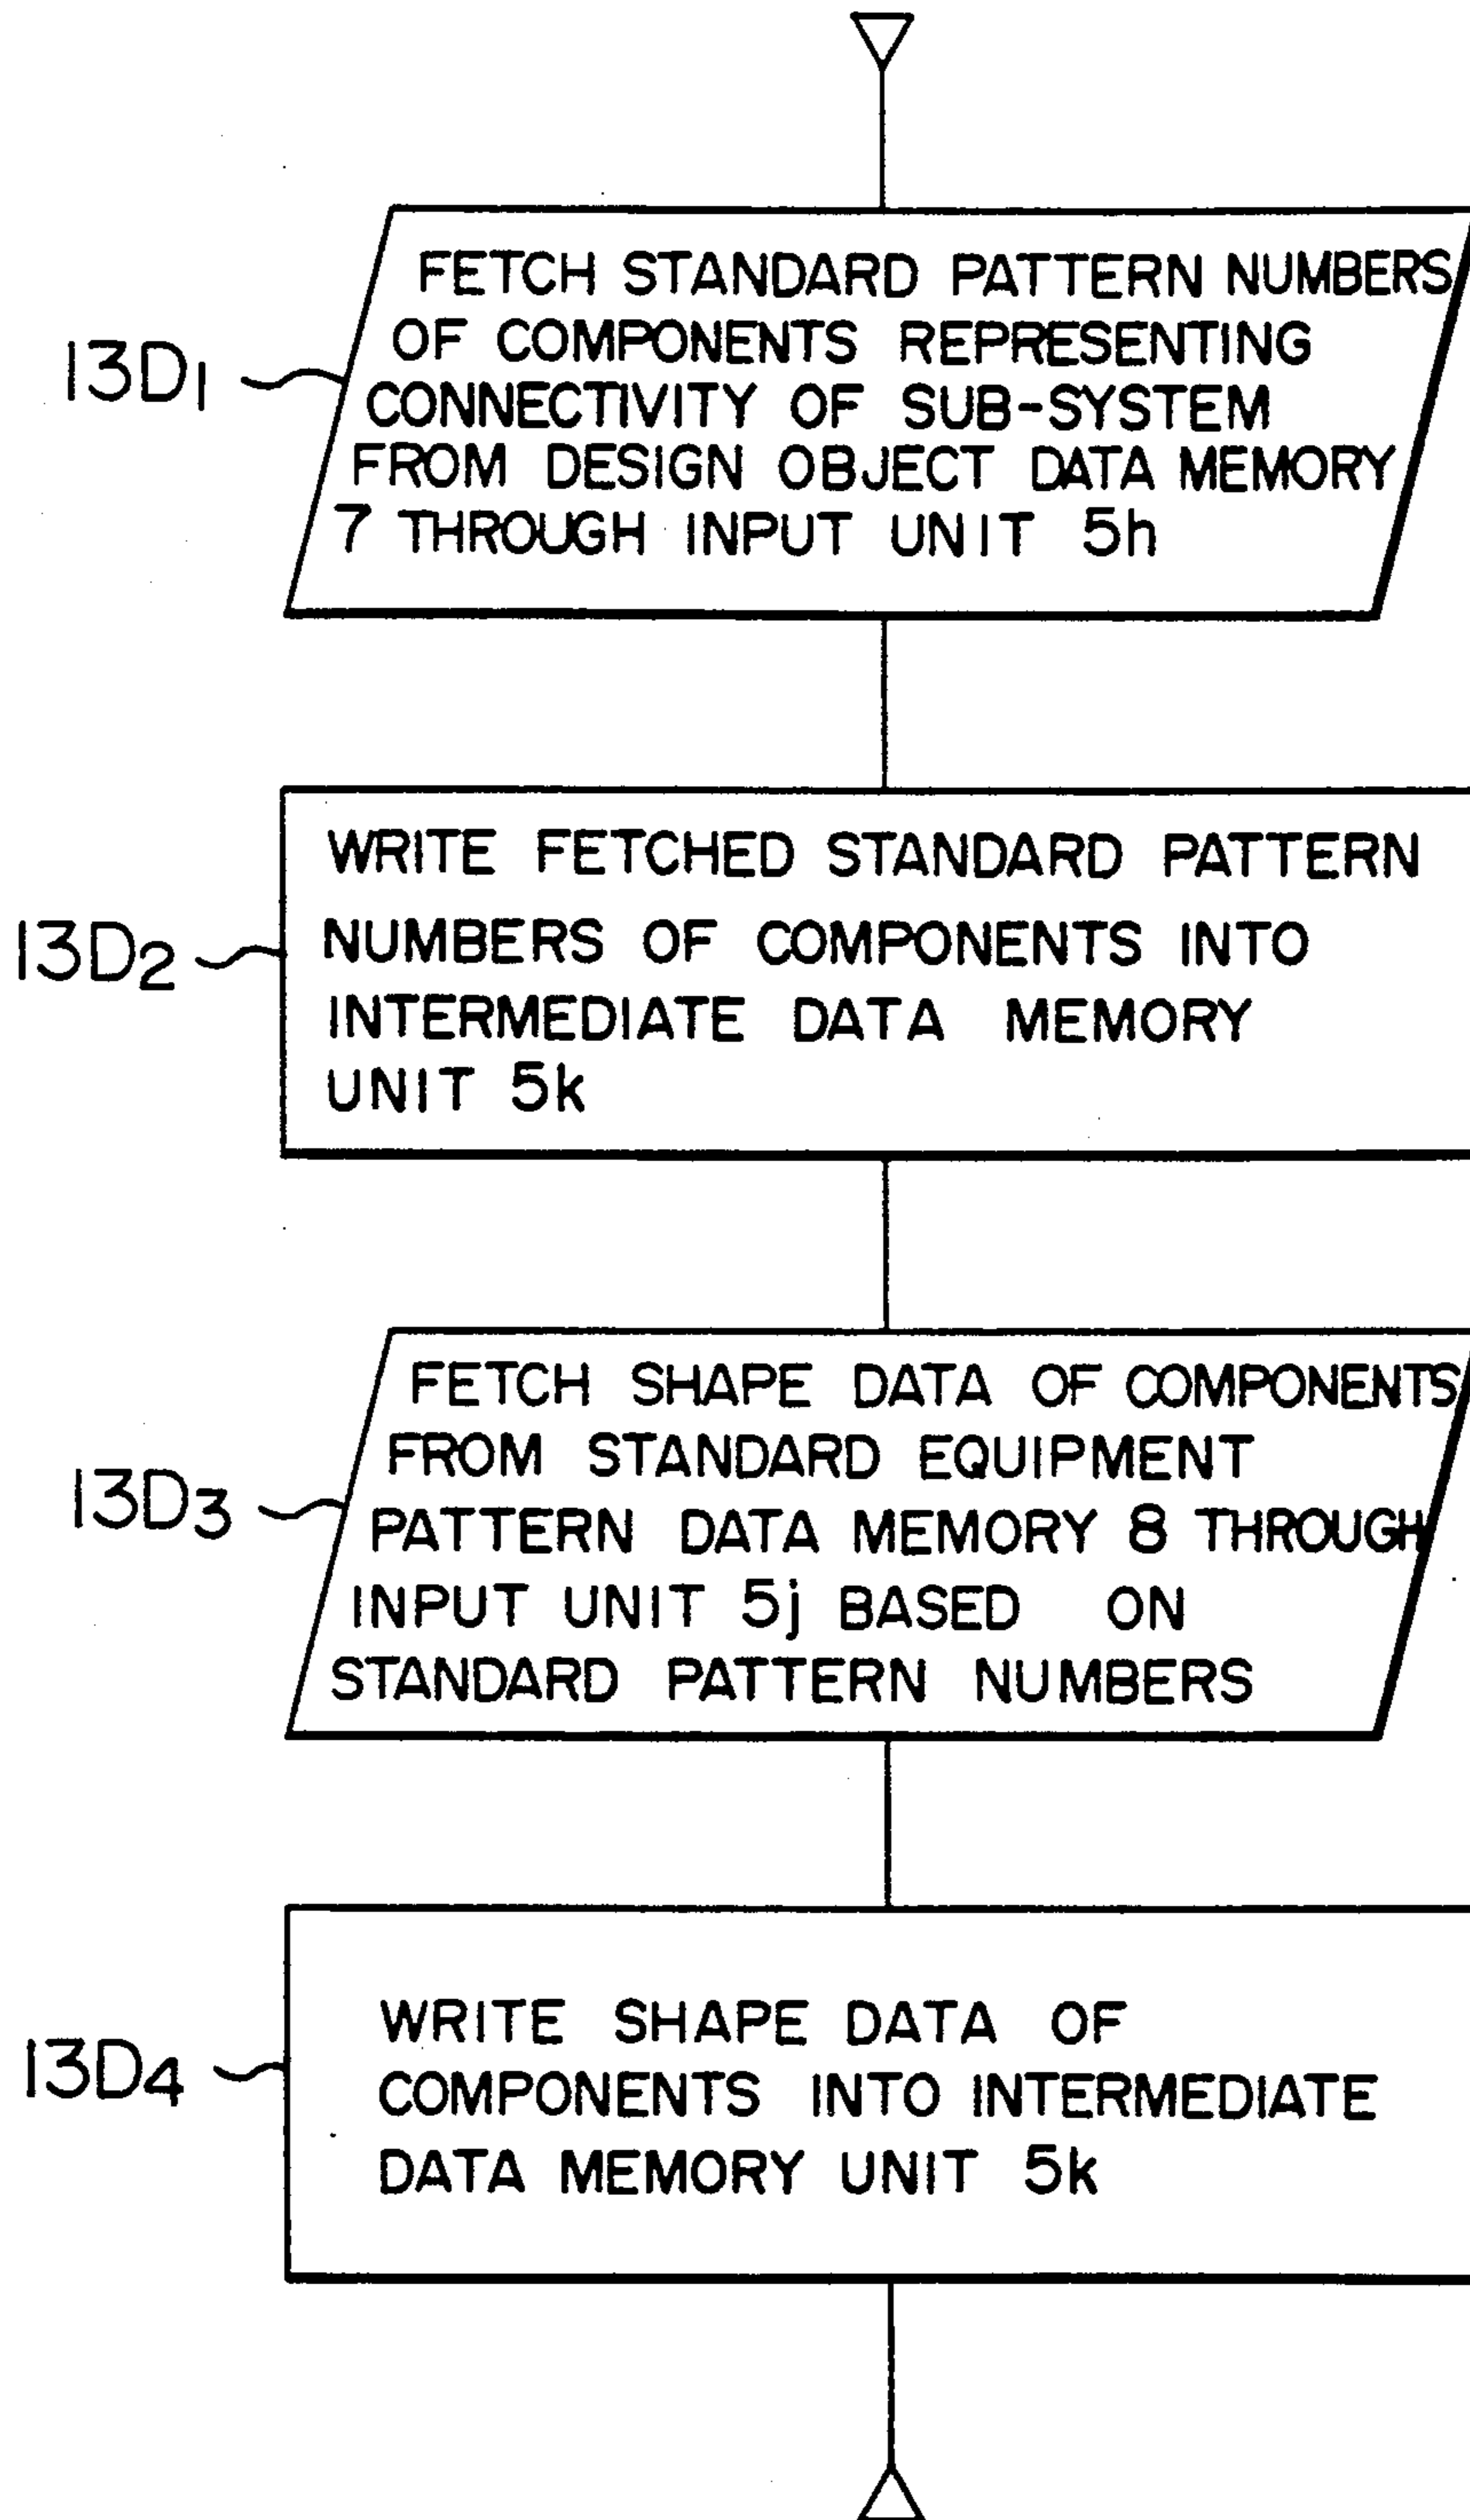 FETCH STANDARD PATTERN NUMBERS
OF COMPONENTS REPRESENTING
13D1
CONNECTIVITY OF SUB-SYSTEM
FROM DESIGN OBJECT DATA MEMORY
7 THROUGH INPUT UNIT 5h
WRITE FETCHED STANDARD PATTERN
NUMBERS OF COMPONENTS INTO
13D2
INTERMEDIATE DATA MEMORY
UNIT 5k
FETCH SHAPE DATA OF COMPONENTS
FROM STANDARD EQUIPMENT
13D3
PATTERN DATA MEMORY 8 THROUGH
INPUT UNIT 5j BASED ON
STANDARD PATTERN NUMBERS
WRITE SHAPE DATA OF
13D4
COMPONENTS INTO INTERMEDIATE
DATA MEMORY UNIT 5k